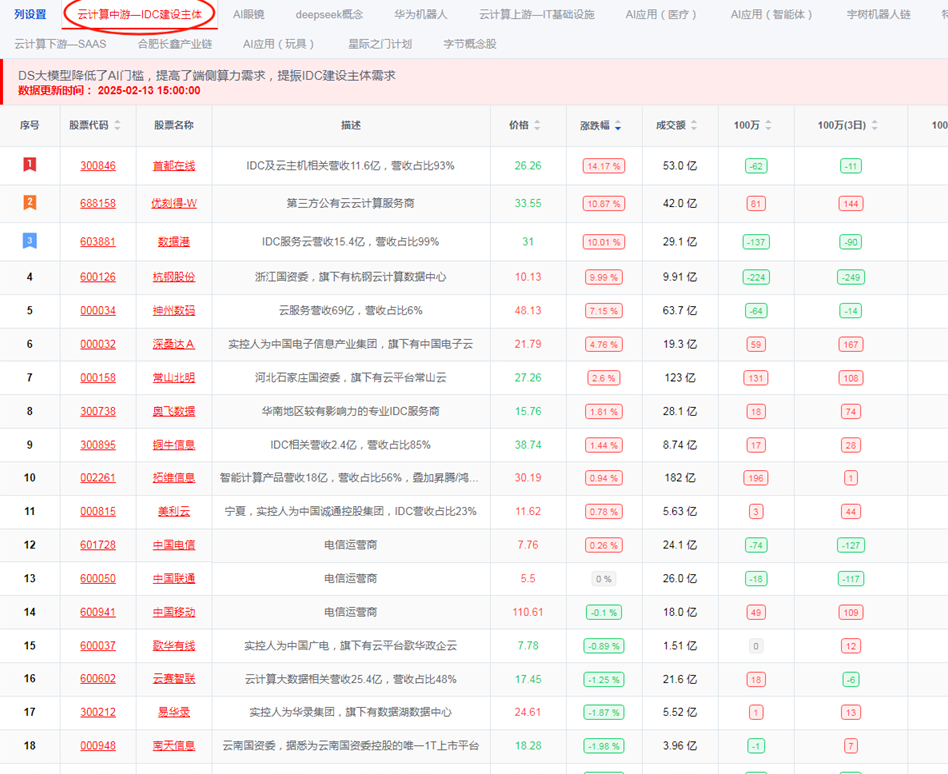 列设置 云计算中游—IDC建设主体 AI眼镜 deepseek概念 华为机器人 云计算上游—IT基础设施 AI应用（医疗） AI应用（智能体） 宇树机器人链
云计算下游—SAAS 合肥长鑫产业链 AI应用（玩具） 星际之门计划 字节概念股
DS大模型降低了AI门槛，提高了端侧算力需求，提振IDC建设主体需求
数据更新时间： 2025-02-13 15:00:00
序号 股票代码 股票名称 描述 价格 涨跌幅 成交额 100万 100万(3日) 100
1 300846 首都在线 IDC及云主机相关营收11.6亿，营收占比93% 26.26 14.17 % 53.0 亿 -62 -11
2 688158 优刻得-W 第三方公有云云计算服务商 33.55 10.87 % 42.0 亿 81 144
3 603881 数据港 IDC服务云营收15.4亿，营收占比99% 31 10.01 % 29.1 亿 -137 -90
4 600126 杭钢股份 浙江国资委，旗下有杭钢云计算数据中心 10.13 9.99 % 9.91 亿 -224 -249
5 000034 神州数码 云服务营收69亿，营收占比6% 48.13 7.15 % 63.7 亿 -64 -14
6 000032 深桑达Ａ 实控人为中国电子信息产业集团，旗下有中国电子云 21.79 4.76 % 19.3 亿 59 167
7 000158 常山北明 河北石家庄国资委，旗下有云平台常山云 27.26 2.6 % 123 亿 131 108
8 300738 奥飞数据 华南地区较有影响力的专业IDC服务商 15.76 1.81 % 28.1 亿 18 74
9 300895 铜牛信息 IDC相关营收2.4亿，营收占比85% 38.74 1.44 % 8.74 亿 17 28
10 002261 拓维信息 智能计算产品营收18亿，营收占比56%，叠加昇腾/鸿... 30.19 0.94 % 182 亿 196 1
11 000815 美利云 宁夏，实控人为中国诚通控股集团，IDC营收占比23% 11.62 0.78 % 5.63 亿 3 44
12 601728 中国电信 电信运营商 7.76 0.26 % 24.1 亿 -74 -127
13 600050 中国联通 电信运营商 5.5 0 % 26.0 亿 -18 -117
14 600941 中国移动 电信运营商 110.61 -0.1 % 18.0 亿 49 109
15 600037 歌华有线 实控人为中国广电，旗下有云平台歌华政企云 7.78 -0.89 % 1.51 亿 0 12
16 600602 云赛智联 云计算大数据相关营收25.4亿，营收占比48% 17.45 -1.25 % 21.6 亿 18 -6
17 300212 易华录 实控人为华录集团，旗下有数据湖数据中心 24.61 -1.87 % 5.52 亿 1 13
18 000948 南天信息 云南国资委，据悉为云南国资委控股的唯一1T上市平台 18.28 -1.98 % 3.96 亿 -1 7